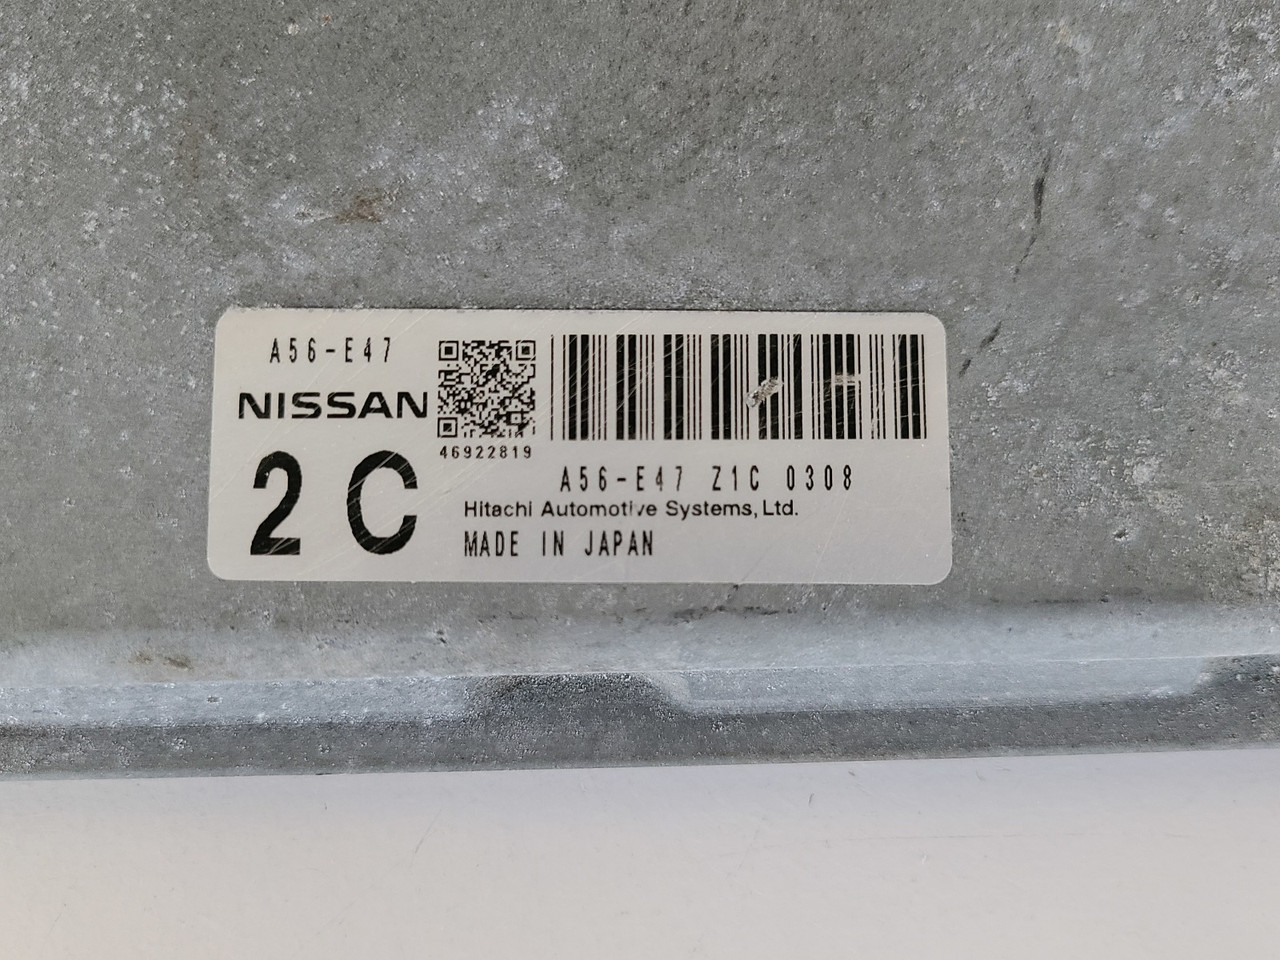 A56-E47
NISSAN
46922819
2C
A56-E47 Z1C 0308
Hitachi Automotive Systems, Ltd.
MADE IN JAPAN